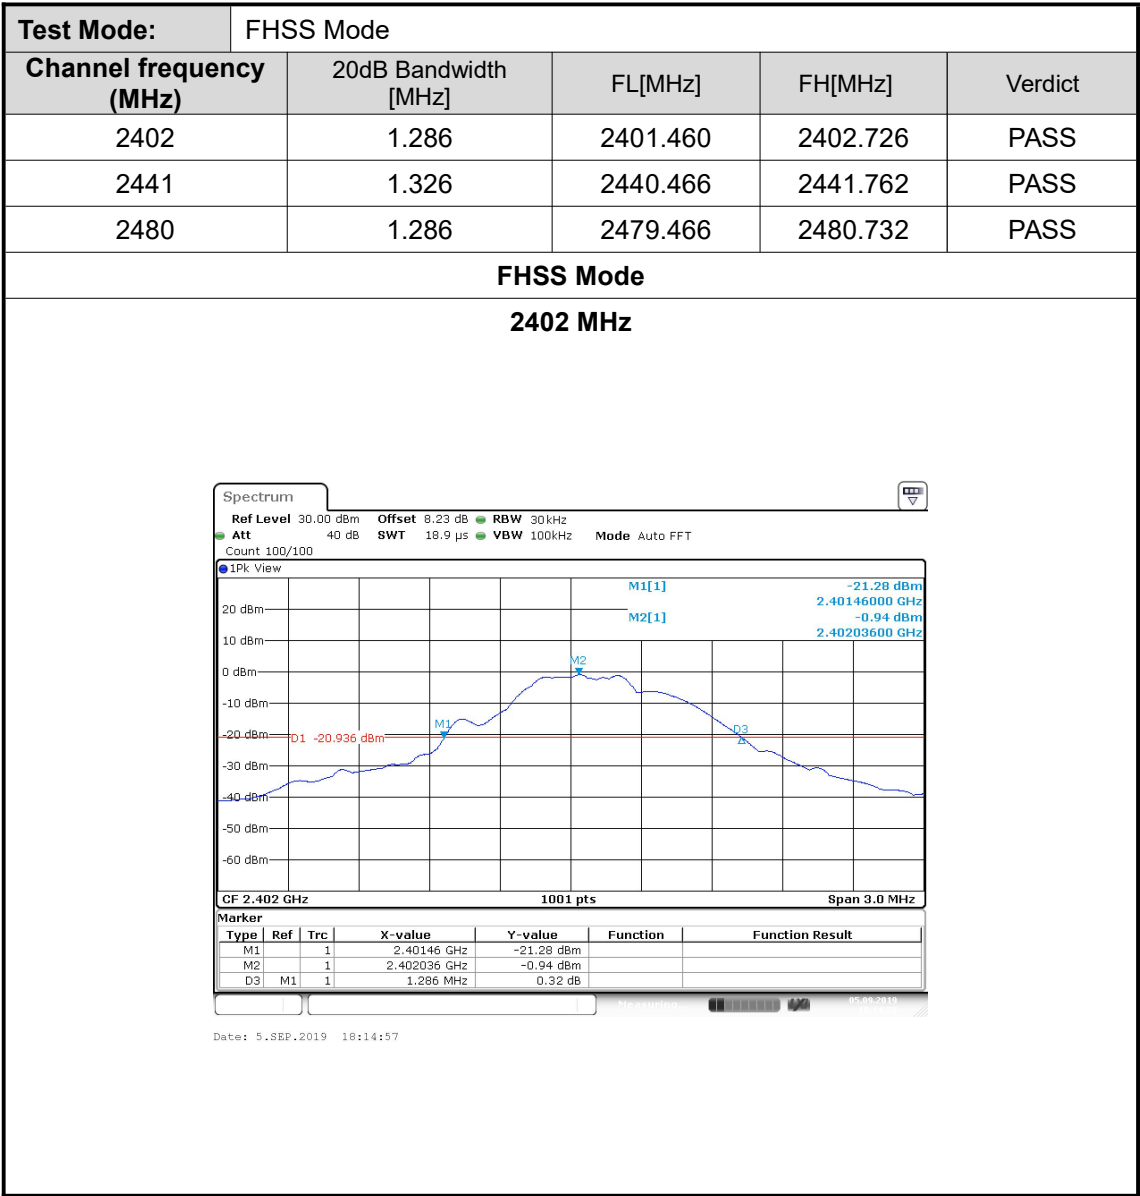 Test Mode: FHSS Mode
Channel frequency (MHz) 20dB Bandwidth [MHz] FL[MHz] FH[MHz] Verdict
2402 1.286 2401.460 2402.726 PASS
2441 1.326 2440.466 2441.762 PASS
2480 1.286 2479.466 2480.732 PASS
FHSS Mode
2402 MHz
Spectrum
Ref Level 30.00 dBm Offset 8.23 dB RBW 30 kHz
Att 40 dB SWT 18.9 µs VBW 100 kHz Mode Auto FFT
Count 100/100
1Pk View
M1[1] -21.28 dBm
2.40146000 GHz
20 dBm
M2[1] -0.94 dBm
2.40203600 GHz
10 dBm
M2
0 dBm
-10 dBm
M1
D3
-20 dBm
D1 -20.936 dBm
-30 dBm
-40 dBm
-50 dBm
-60 dBm
CF 2.402 GHz 1001 pts Span 3.0 MHz
Marker
Type Ref Trc X-value Y-value Function Function Result
M1 1 2.40146 GHz -21.28 dBm
M2 1 2.402036 GHz -0.94 dBm
D3 M1 1 1.286 MHz 0.32 dB
Measuring... 05.09.2019
Date: 5.SEP.2019 18:14:57